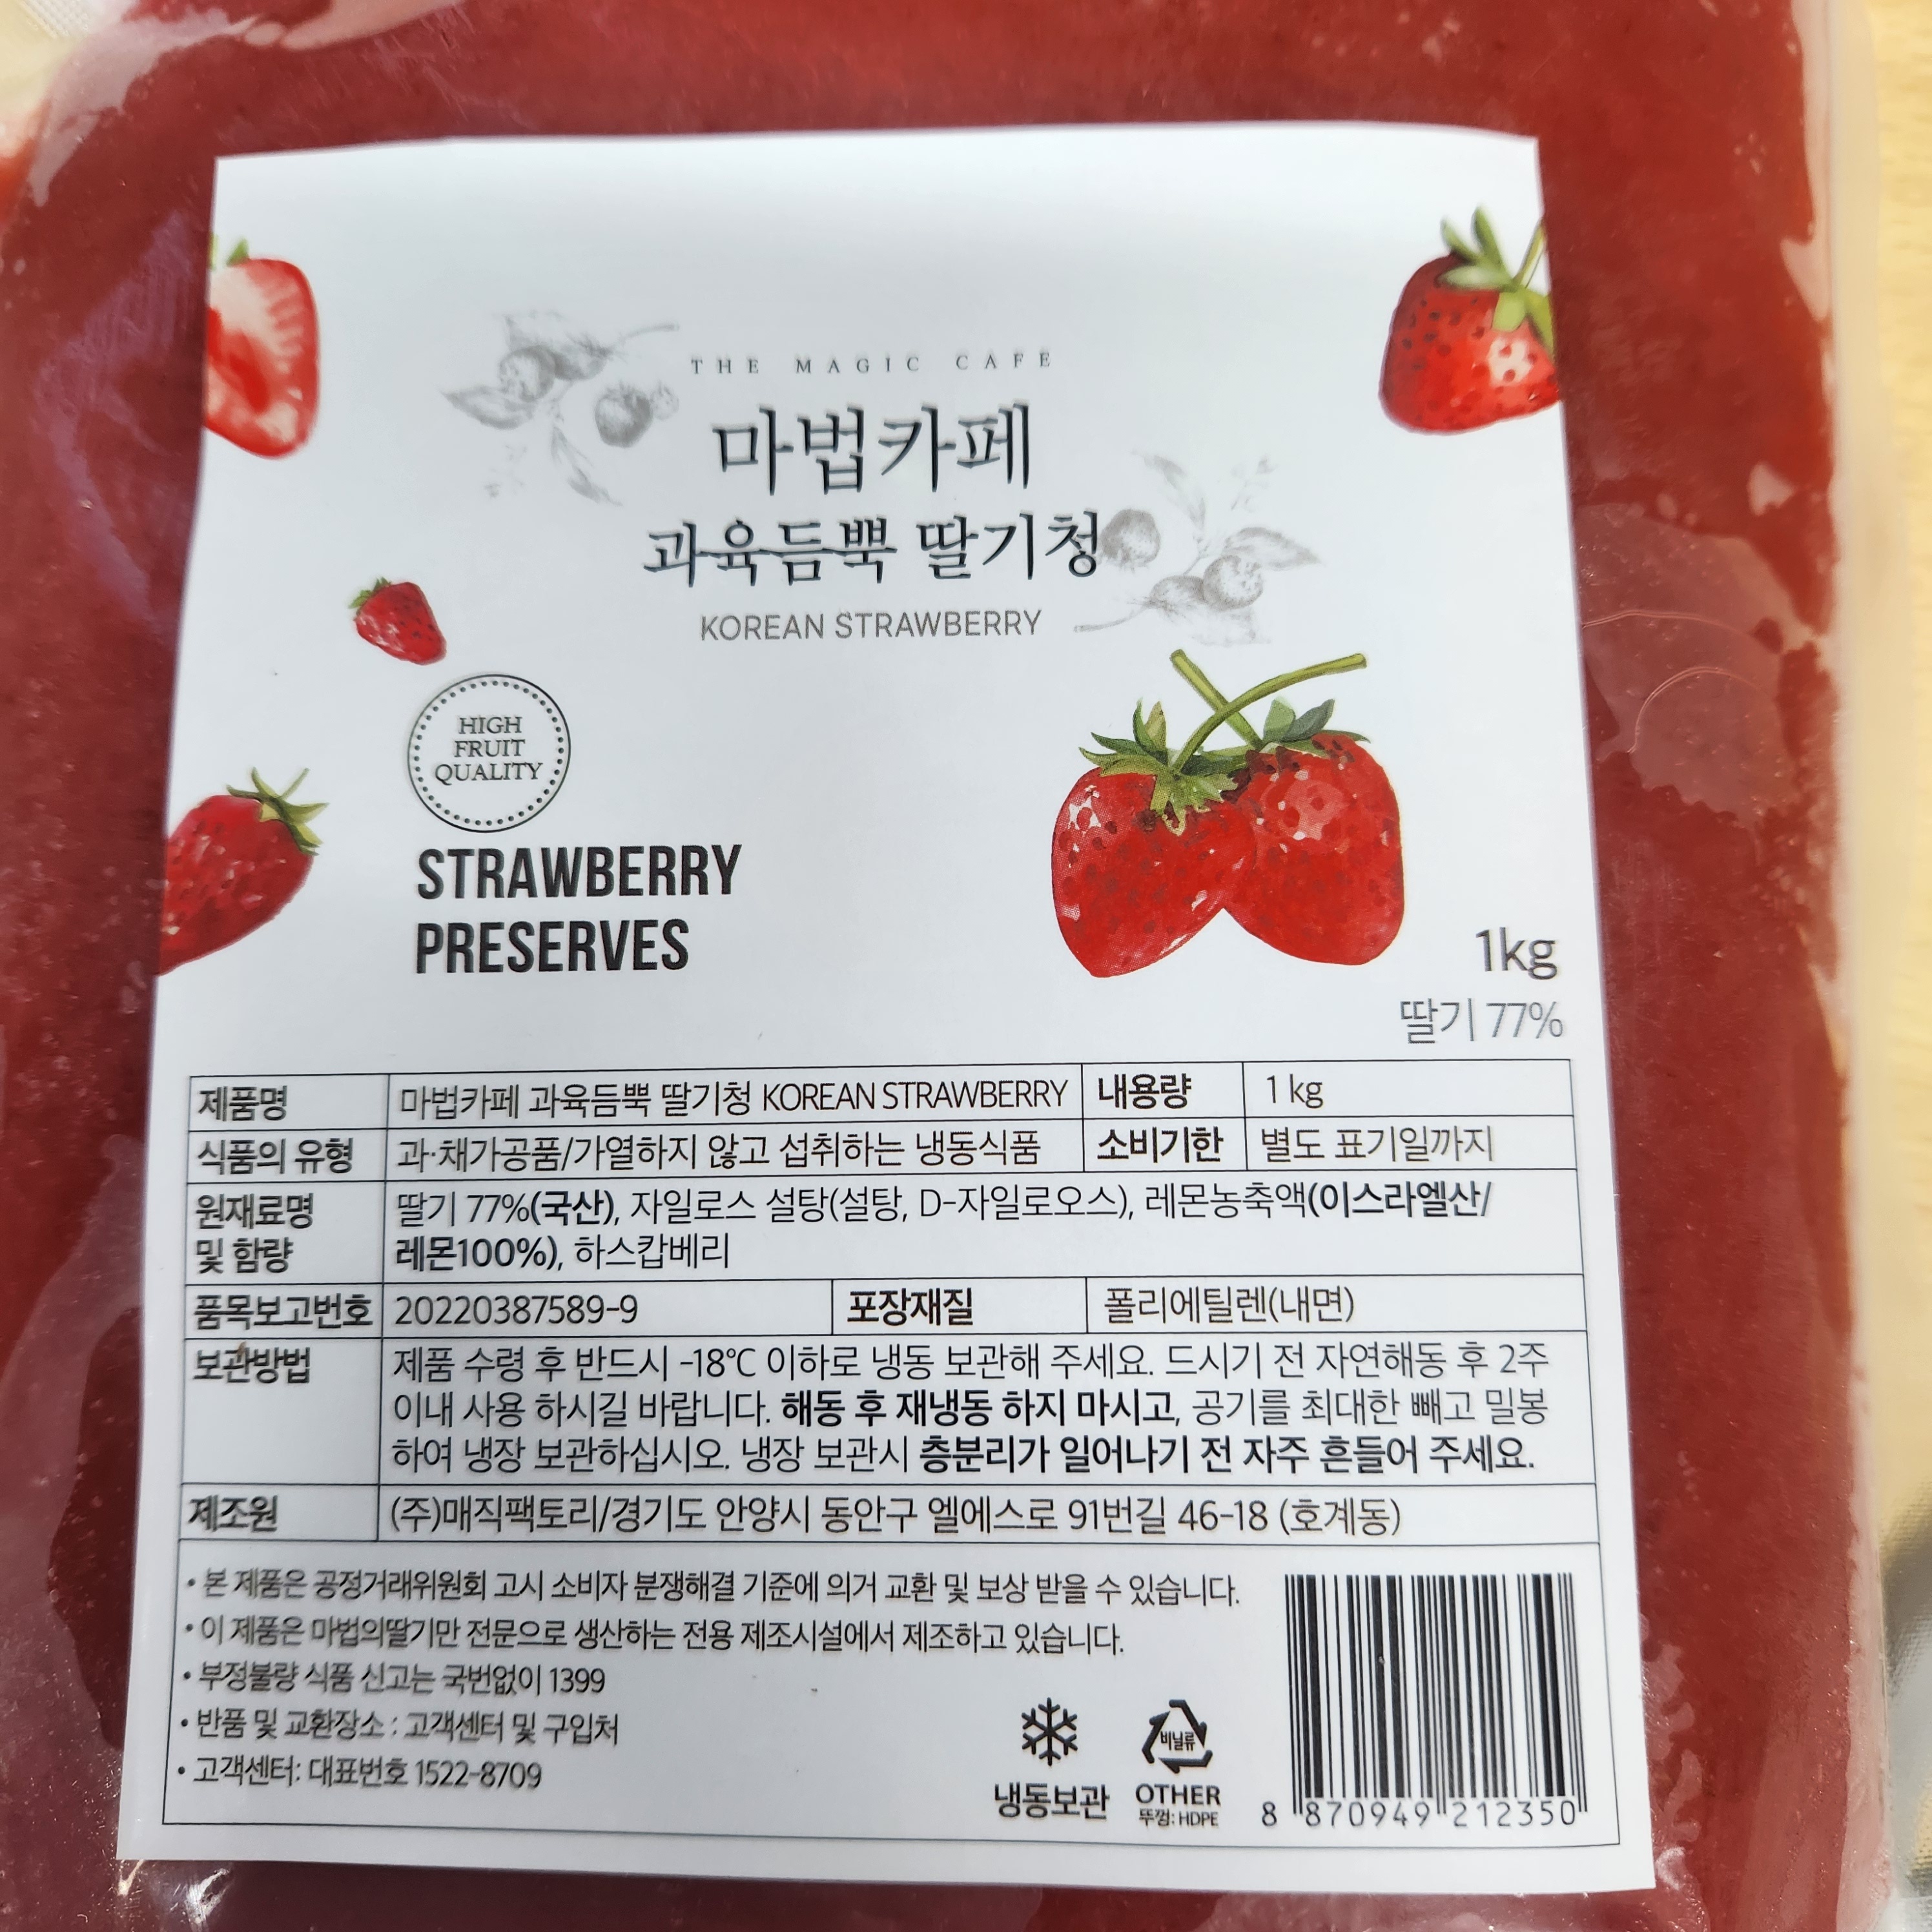 THE MAGIC CAFE
마법카페
과육듬뿍 딸기청
KOREAN STRAWBERRY
HIGH
FRUIT
QUALITY
STRAWBERRY
PRESERVES
1kg
딸기 77%
제품명 마법카페 과육듬뿍 딸기청 KOREAN STRAWBERRY 내용량 1 kg
식품의 유형 과·채가공품/가열하지 않고 섭취하는 냉동식품 소비기한 별도 표기일까지
원재료명 딸기 77%(국산), 자일로스 설탕(설탕, D-자일로오스), 레몬농축액(이스라엘산/
및 함량 레몬100%), 하스캅베리
품목보고번호 20220387589-9 포장재질 폴리에틸렌(내면)
보관방법 제품 수령 후 반드시 -18℃ 이하로 냉동 보관해 주세요. 드시기 전 자연해동 후 2주
이내 사용 하시길 바랍니다. 해동 후 재냉동 하지 마시고, 공기를 최대한 빼고 밀봉
하여 냉장 보관하십시오. 냉장 보관시 층분리가 일어나기 전 자주 흔들어 주세요.
제조원 (주)매직팩토리/경기도 안양시 동안구 엘에스로 91번길 46-18 (호계동)
• 본 제품은 공정거래위원회 고시 소비자 분쟁해결 기준에 의거 교환 및 보상 받을 수 있습니다.
• 이 제품은 마법의딸기만 전문으로 생산하는 전용 제조시설에서 제조하고 있습니다.
• 부정불량 식품 신고는 국번없이 1399
• 반품 및 교환장소 : 고객센터 및 구입처
• 고객센터: 대표번호 1522-8709
냉동보관
비닐류
OTHER
뚜껑: HDPE
8 870949 212350